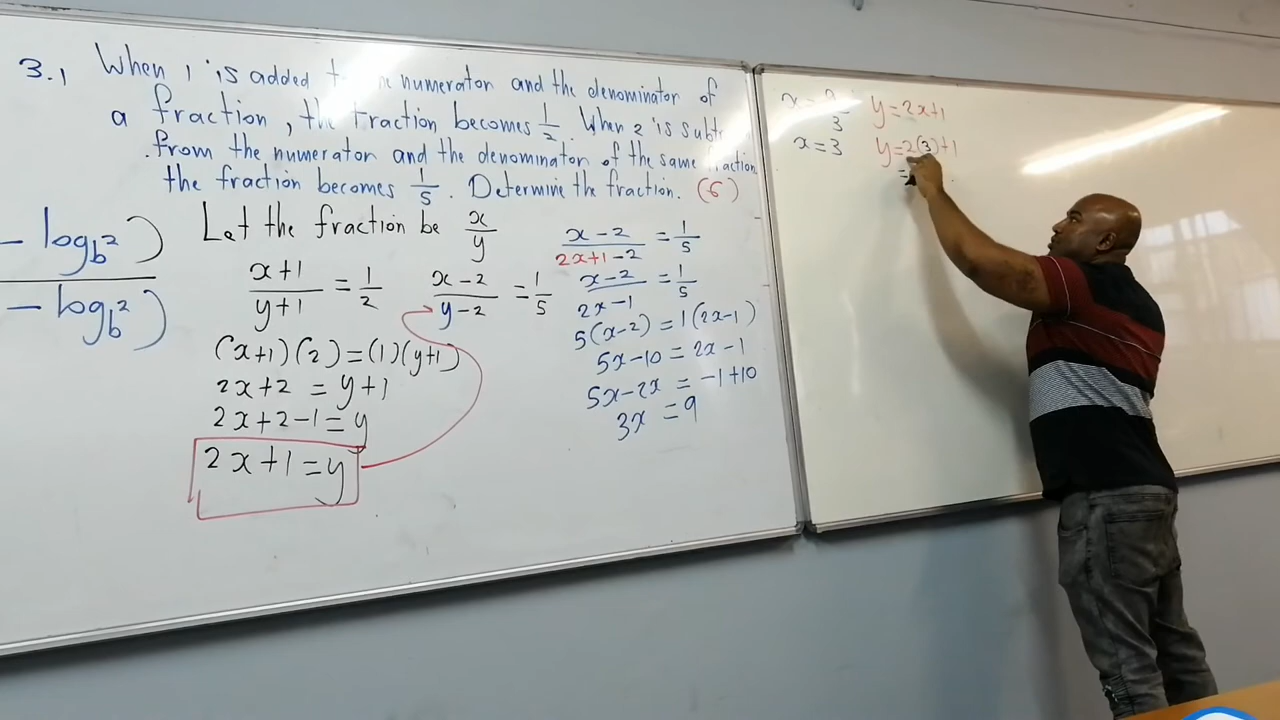 3.1 When 1 is added t e numerator and the denominator of
a fraction, the fraction becomes 1/2. When 2 is subtr
from the numerator and the denominator of the same fraction
the fraction becomes 1/5. Determine the fraction. (6)
Let the fraction be x/y
(x+1)/(y+1) = 1/2
(x+1)(2) = (1)(y+1)
2x+2 = y+1
2x+2-1 = y
2x+1 = y
(x-2)/(y-2) = 1/5
(x-2)/(2x+1-2) = 1/5
(x-2)/(2x-1) = 1/5
5(x-2) = 1(2x-1)
5x-10 = 2x-1
5x-2x = -1+10
3x = 9
- log_b 2)
- log_b 2)
x = 3
y = 2x+1
y = 2(3)+1
=